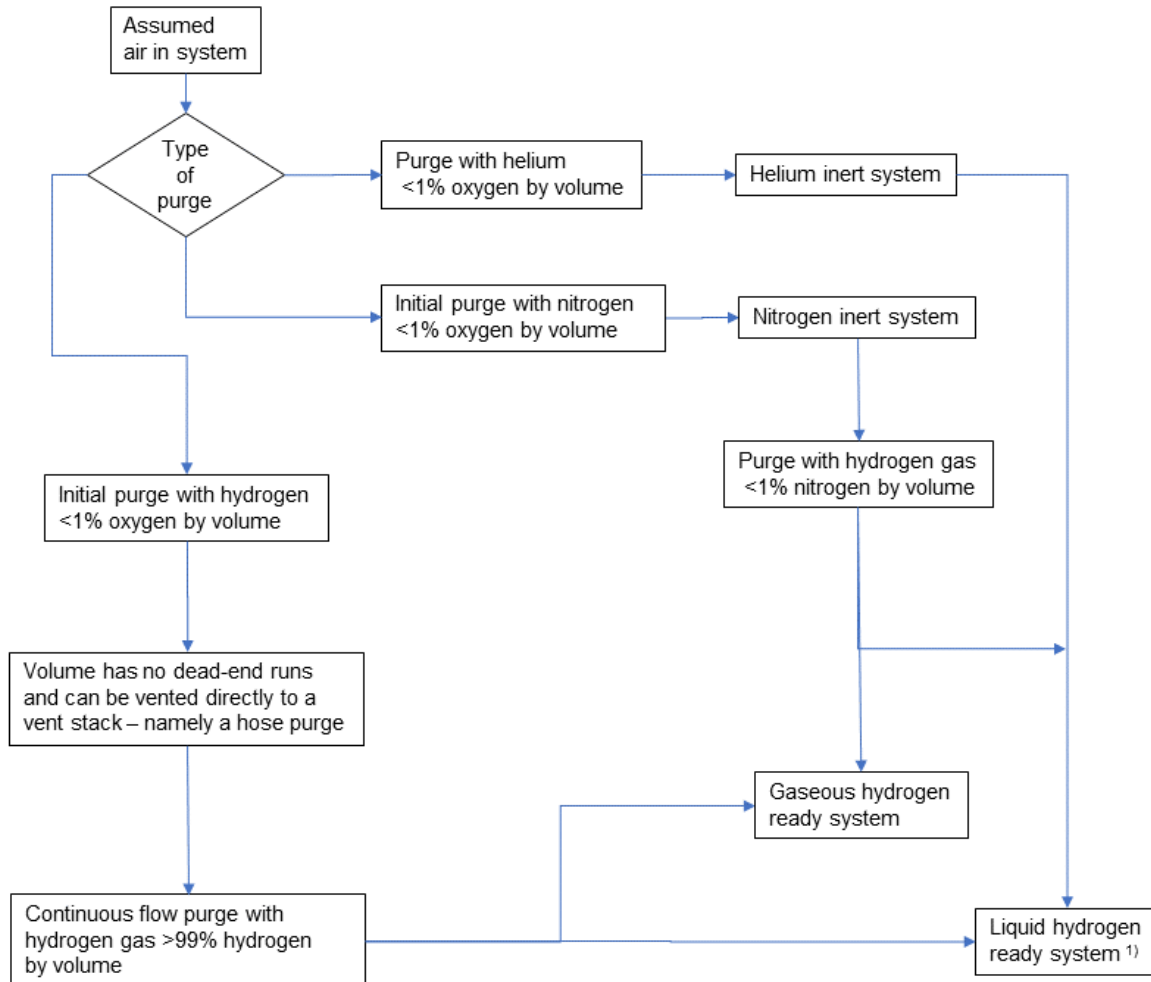 Assumed
air in system
Type
of
purge
Purge with helium
<1% oxygen by volume
Helium inert system
Initial purge with nitrogen
<1% oxygen by volume
Nitrogen inert system
Purge with hydrogen gas
<1% nitrogen by volume
Initial purge with hydrogen
<1% oxygen by volume
Volume has no dead-end runs
and can be vented directly to a
vent stack – namely a hose purge
Gaseous hydrogen
ready system
Continuous flow purge with
hydrogen gas >99% hydrogen
by volume
Liquid hydrogen
ready system ¹⁾